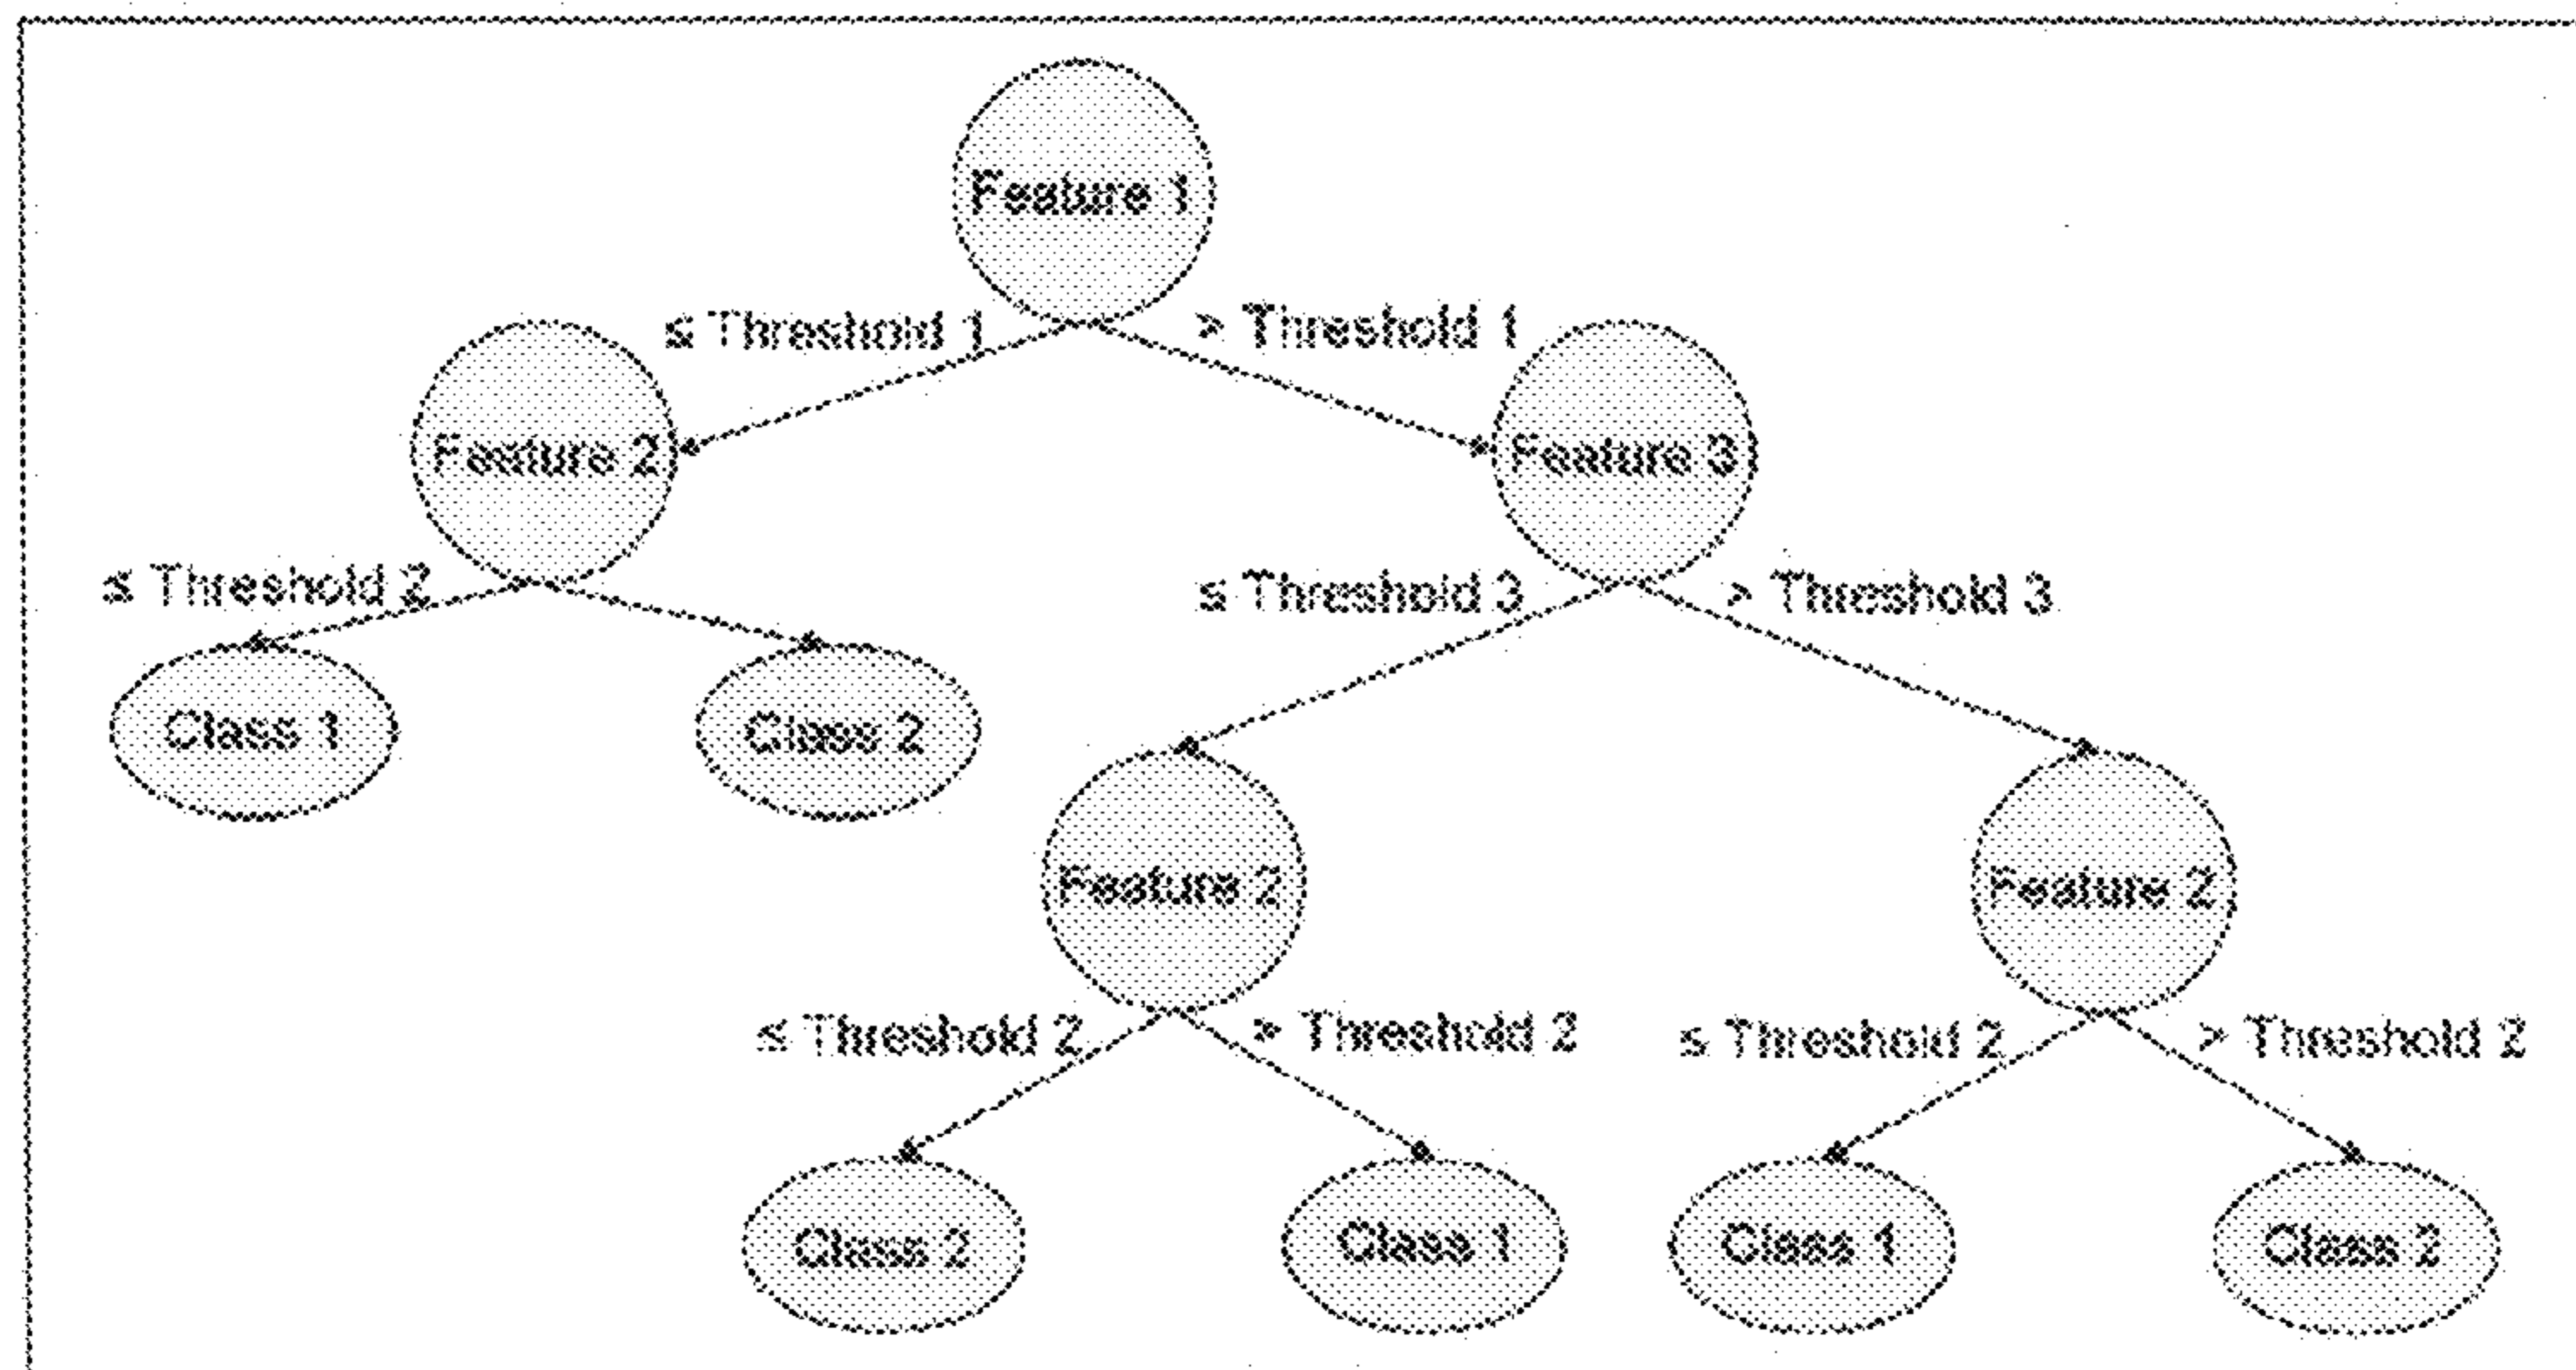 Feature 1
≤ Threshold 1 > Threshold 1
Feature 2 Feature 3
≤ Threshold 2 ≤ Threshold 3 > Threshold 3
Class 1 Class 2
Feature 2 Feature 2
≤ Threshold 2 > Threshold 2 ≤ Threshold 2 > Threshold 2
Class 2 Class 1 Class 1 Class 2